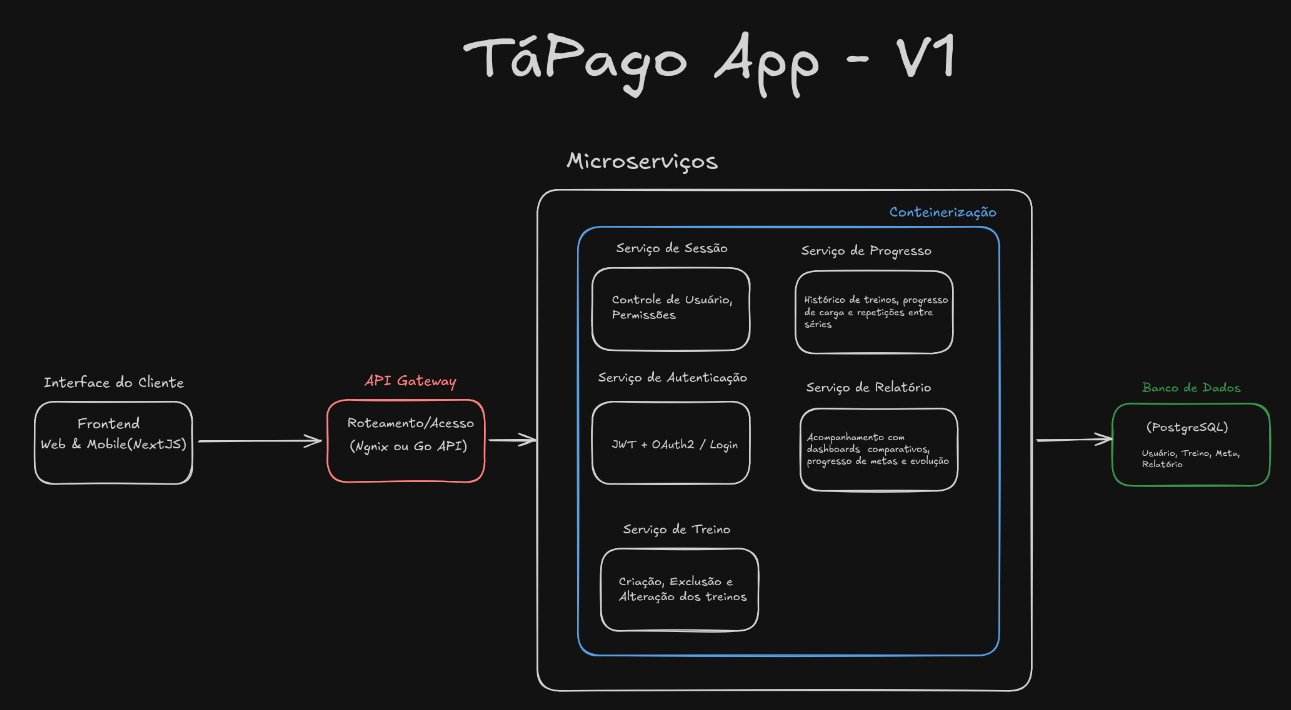 TáPago App - V1
Microserviços
Conteinerização
Serviço de Sessão
Controle de Usuário,
Permissões
Serviço de Progresso
Histórico de treinos, progresso
de carga e repetições entre
séries
Interface do Cliente
Frontend
Web & Mobile(NextJS)
API Gateway
Roteamento/Acesso
(Ngnix ou Go API)
Serviço de Autenticação
JWT + OAuth2 / Login
Serviço de Relatório
Acompanhamento com
dashboards comparativos,
progresso de metas e evolução
Serviço de Treino
Criação, Exclusão e
Alteração dos treinos
Banco de Dados
(PostgreSQL)
Usuário, Treino, Meta,
Relatório